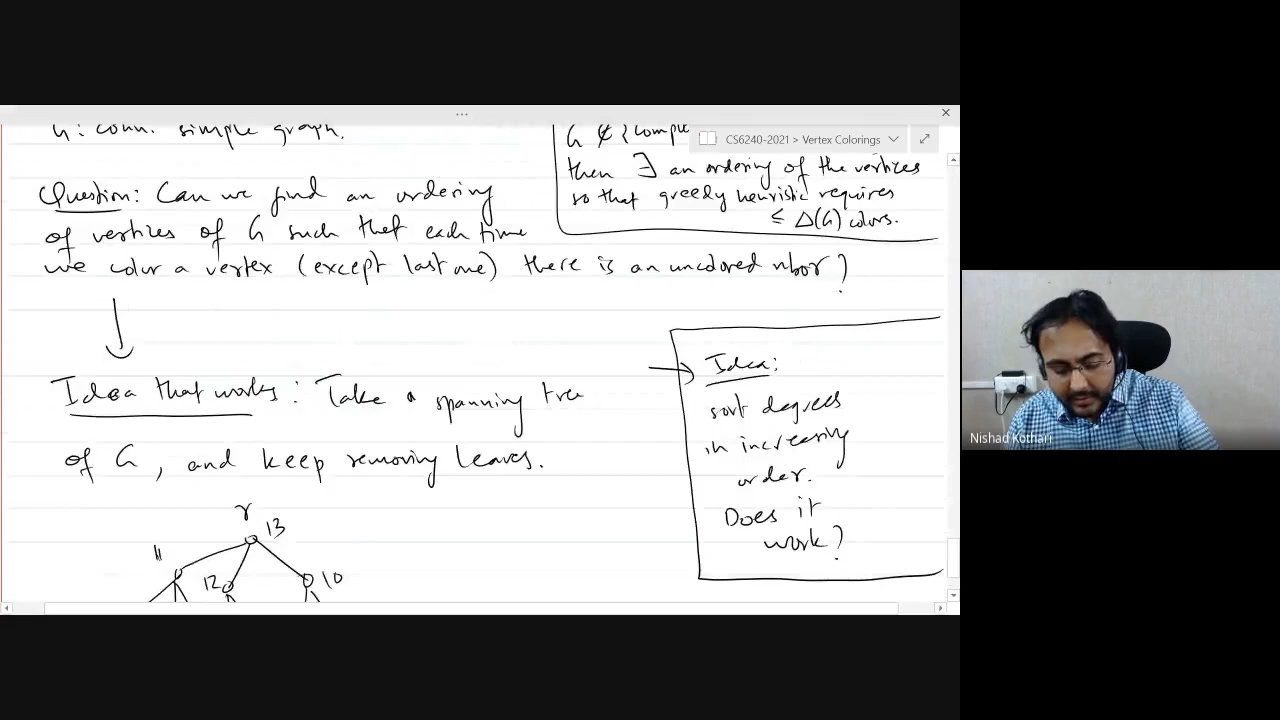 G: conn. simple graph.
Question: Can we find an ordering
of vertices of G such that each time
we color a vertex (except last one) there is an uncolored nbor?
G ∉ {comple
CS6240-2021 > Vertex Colorings
then ∃ an ordering of the vertices
so that greedy heuristic requires
≤ Δ(G) colors.
Idea that works: Take a spanning tree
of G, and keep removing leaves.
r
13
11
12
10
Idea:
sort degrees
in increasing
order.
Does it
work?
Nishad Kothari